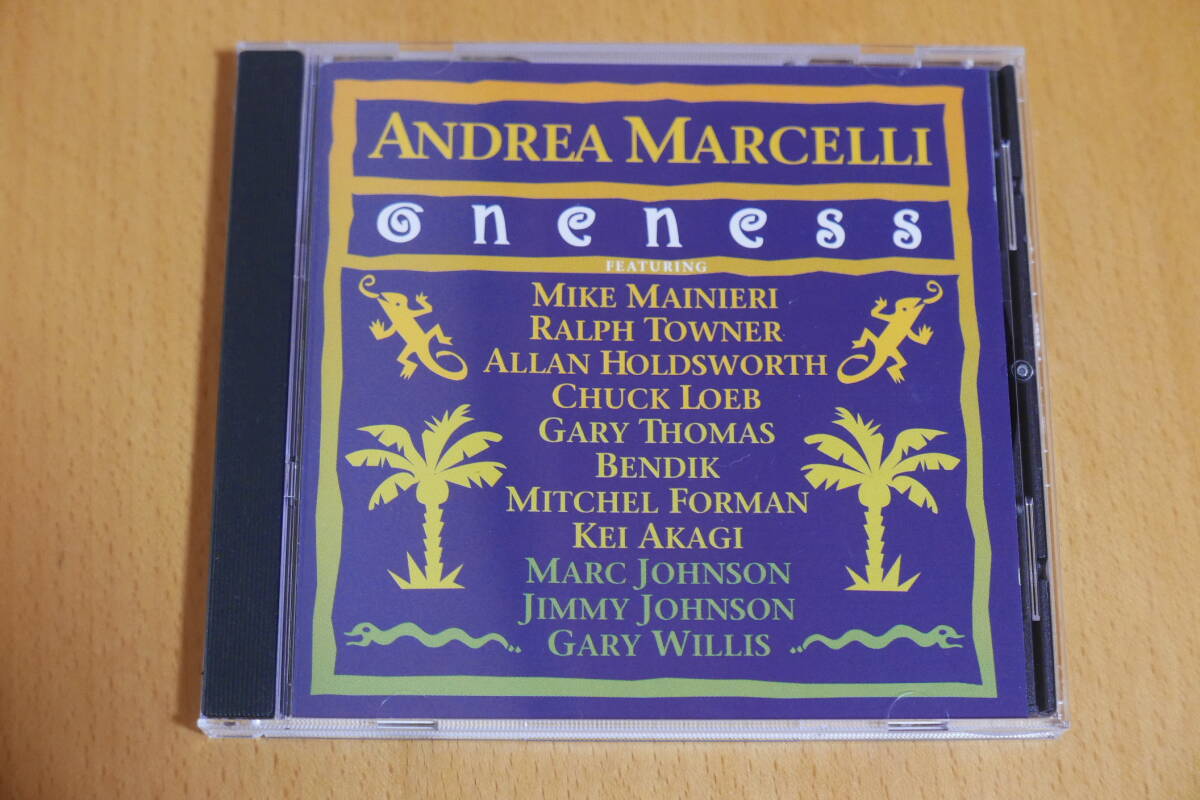 ANDREA MARCELLI
oneness
FEATURING
MIKE MAINIERI
RALPH TOWNER
ALLAN HOLDSWORTH
CHUCK LOEB
GARY THOMAS
BENDIK
MITCHEL FORMAN
KEI AKAGI
MARC JOHNSON
JIMMY JOHNSON
GARY WILLIS